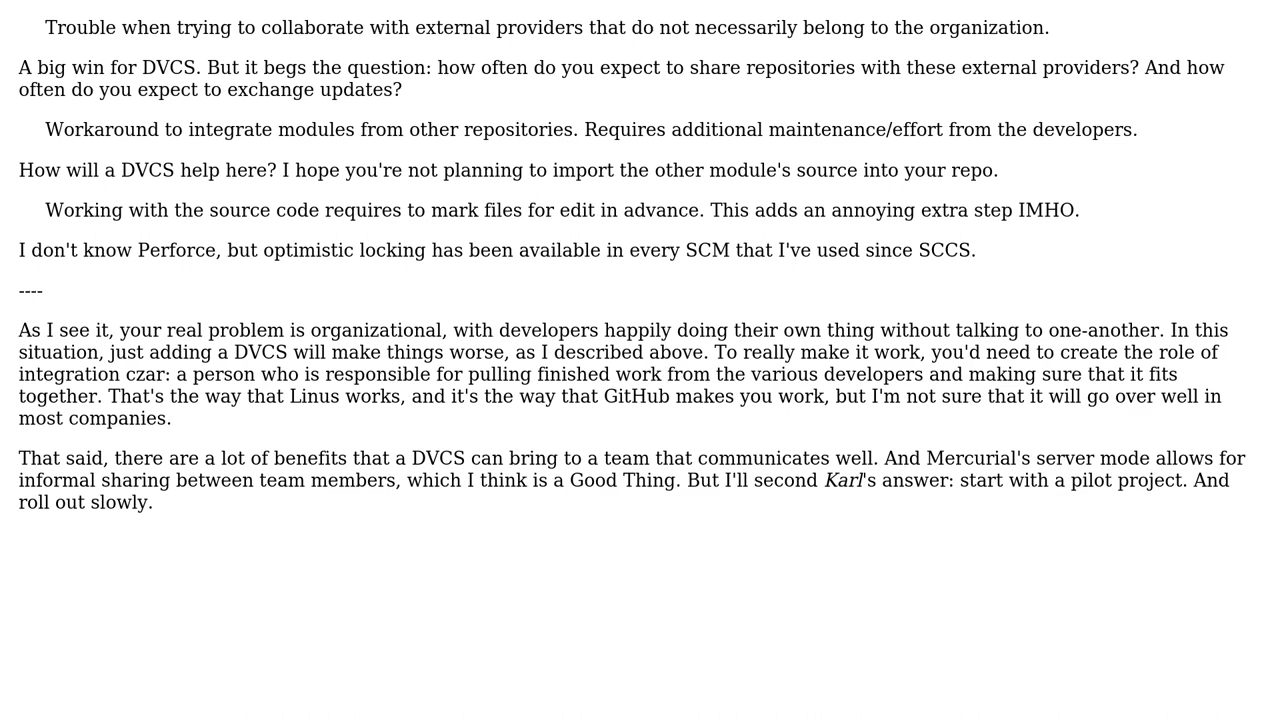 Trouble when trying to collaborate with external providers that do not necessarily belong to the organization.
A big win for DVCS. But it begs the question: how often do you expect to share repositories with these external providers? And how
often do you expect to exchange updates?
Workaround to integrate modules from other repositories. Requires additional maintenance/effort from the developers.
How will a DVCS help here? I hope you're not planning to import the other module's source into your repo.
Working with the source code requires to mark files for edit in advance. This adds an annoying extra step IMHO.
I don't know Perforce, but optimistic locking has been available in every SCM that I've used since SCCS.
----
As I see it, your real problem is organizational, with developers happily doing their own thing without talking to one-another. In this
situation, just adding a DVCS will make things worse, as I described above. To really make it work, you'd need to create the role of
integration czar: a person who is responsible for pulling finished work from the various developers and making sure that it fits
together. That's the way that Linus works, and it's the way that GitHub makes you work, but I'm not sure that it will go over well in
most companies.
That said, there are a lot of benefits that a DVCS can bring to a team that communicates well. And Mercurial's server mode allows for
informal sharing between team members, which I think is a Good Thing. But I'll second Karl's answer: start with a pilot project. And
roll out slowly.